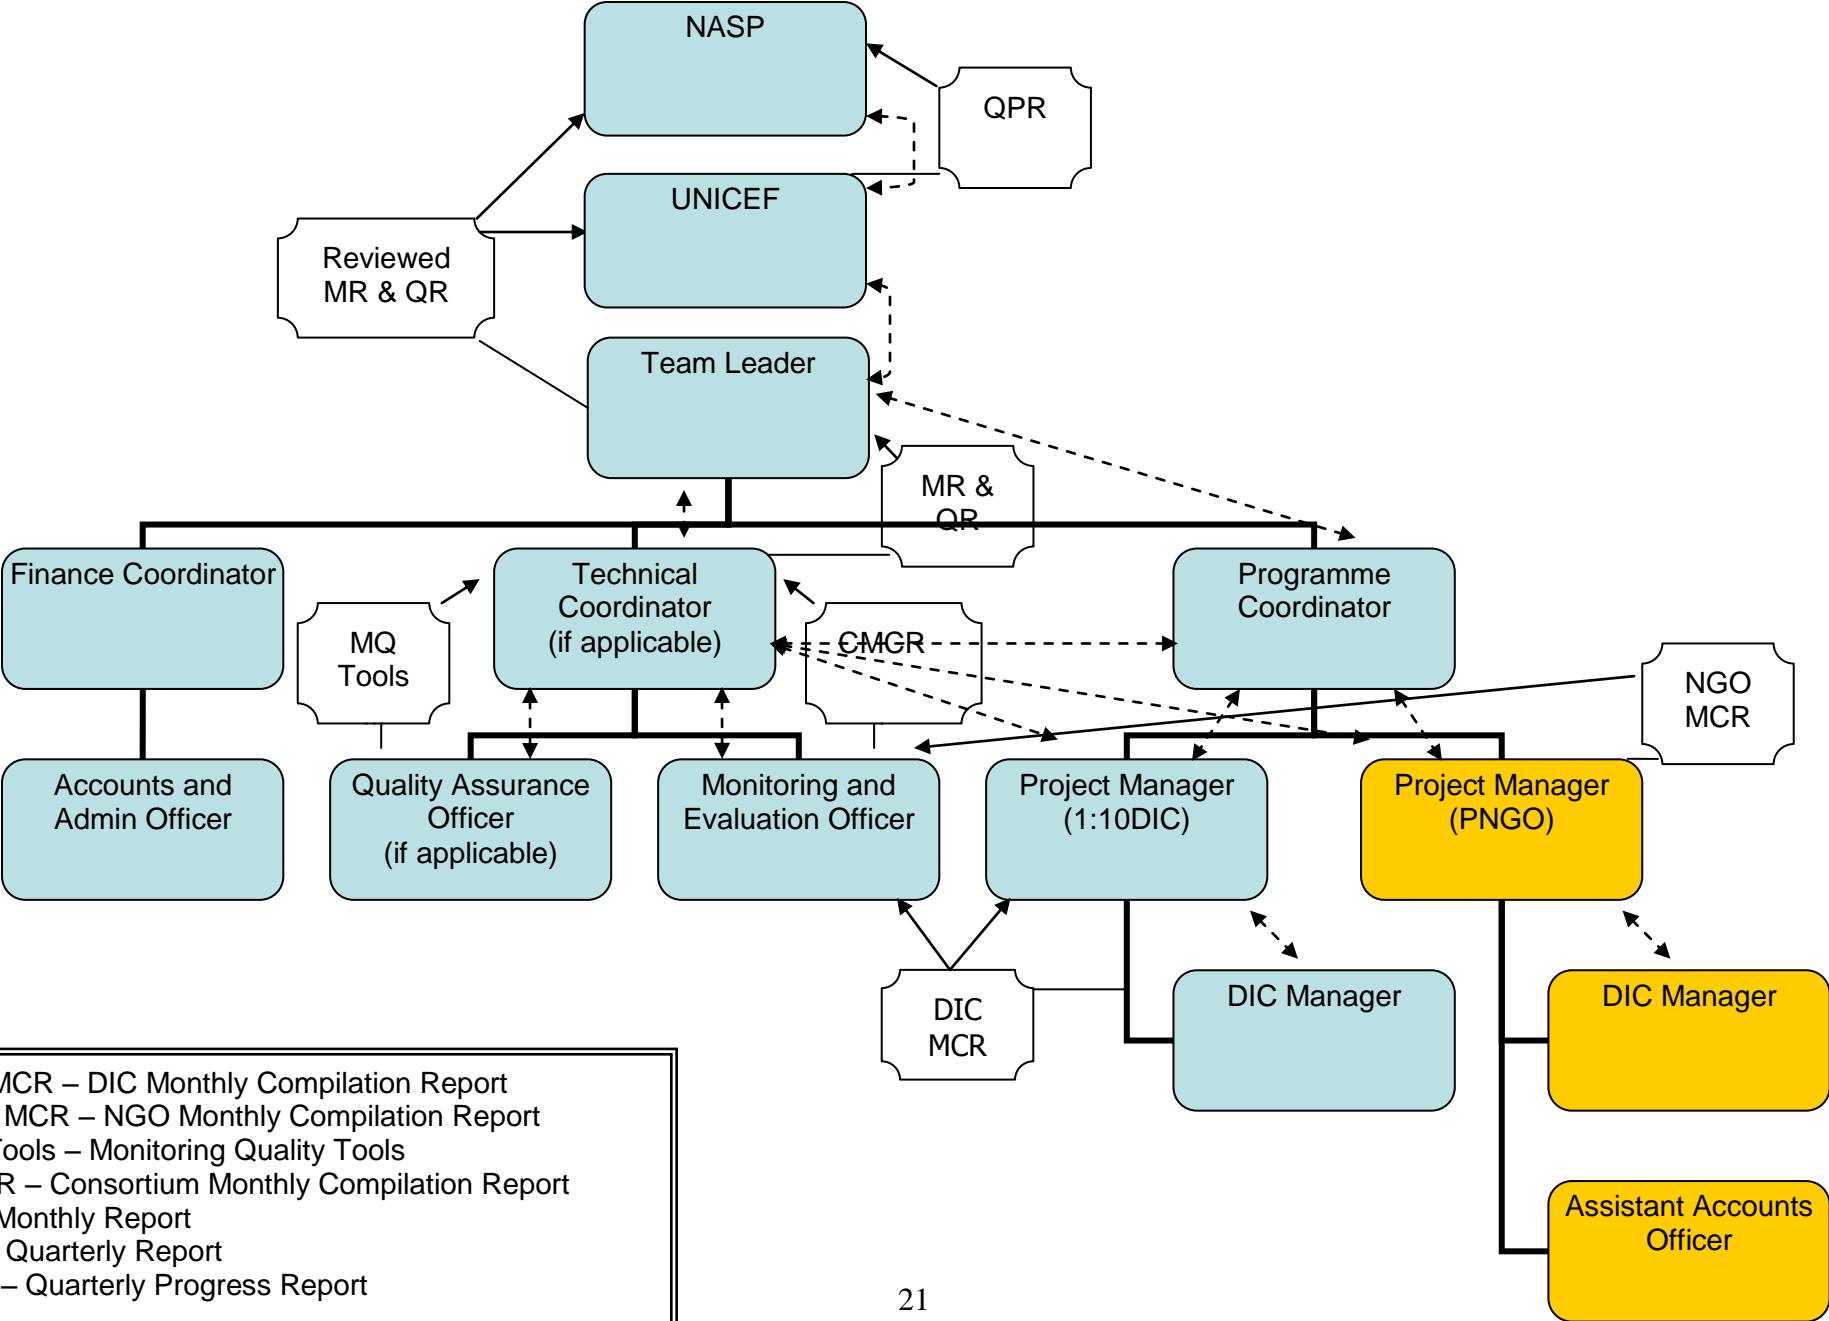 NASP
QPR
UNICEF
Reviewed
MR & QR
Team Leader
MR &
QR
Finance Coordinator
Technical
Coordinator
(if applicable)
Programme
Coordinator
MQ
Tools
CMCR
NGO
MCR
Accounts and
Admin Officer
Quality Assurance
Officer
(if applicable)
Monitoring and
Evaluation Officer
Project Manager
(1:10DIC)
Project Manager
(PNGO)
DIC
MCR
DIC Manager
DIC Manager
MCR – DIC Monthly Compilation Report
MCR – NGO Monthly Compilation Report
Tools – Monitoring Quality Tools
R – Consortium Monthly Compilation Report
Monthly Report
Quarterly Report
– Quarterly Progress Report
Assistant Accounts
Officer
21